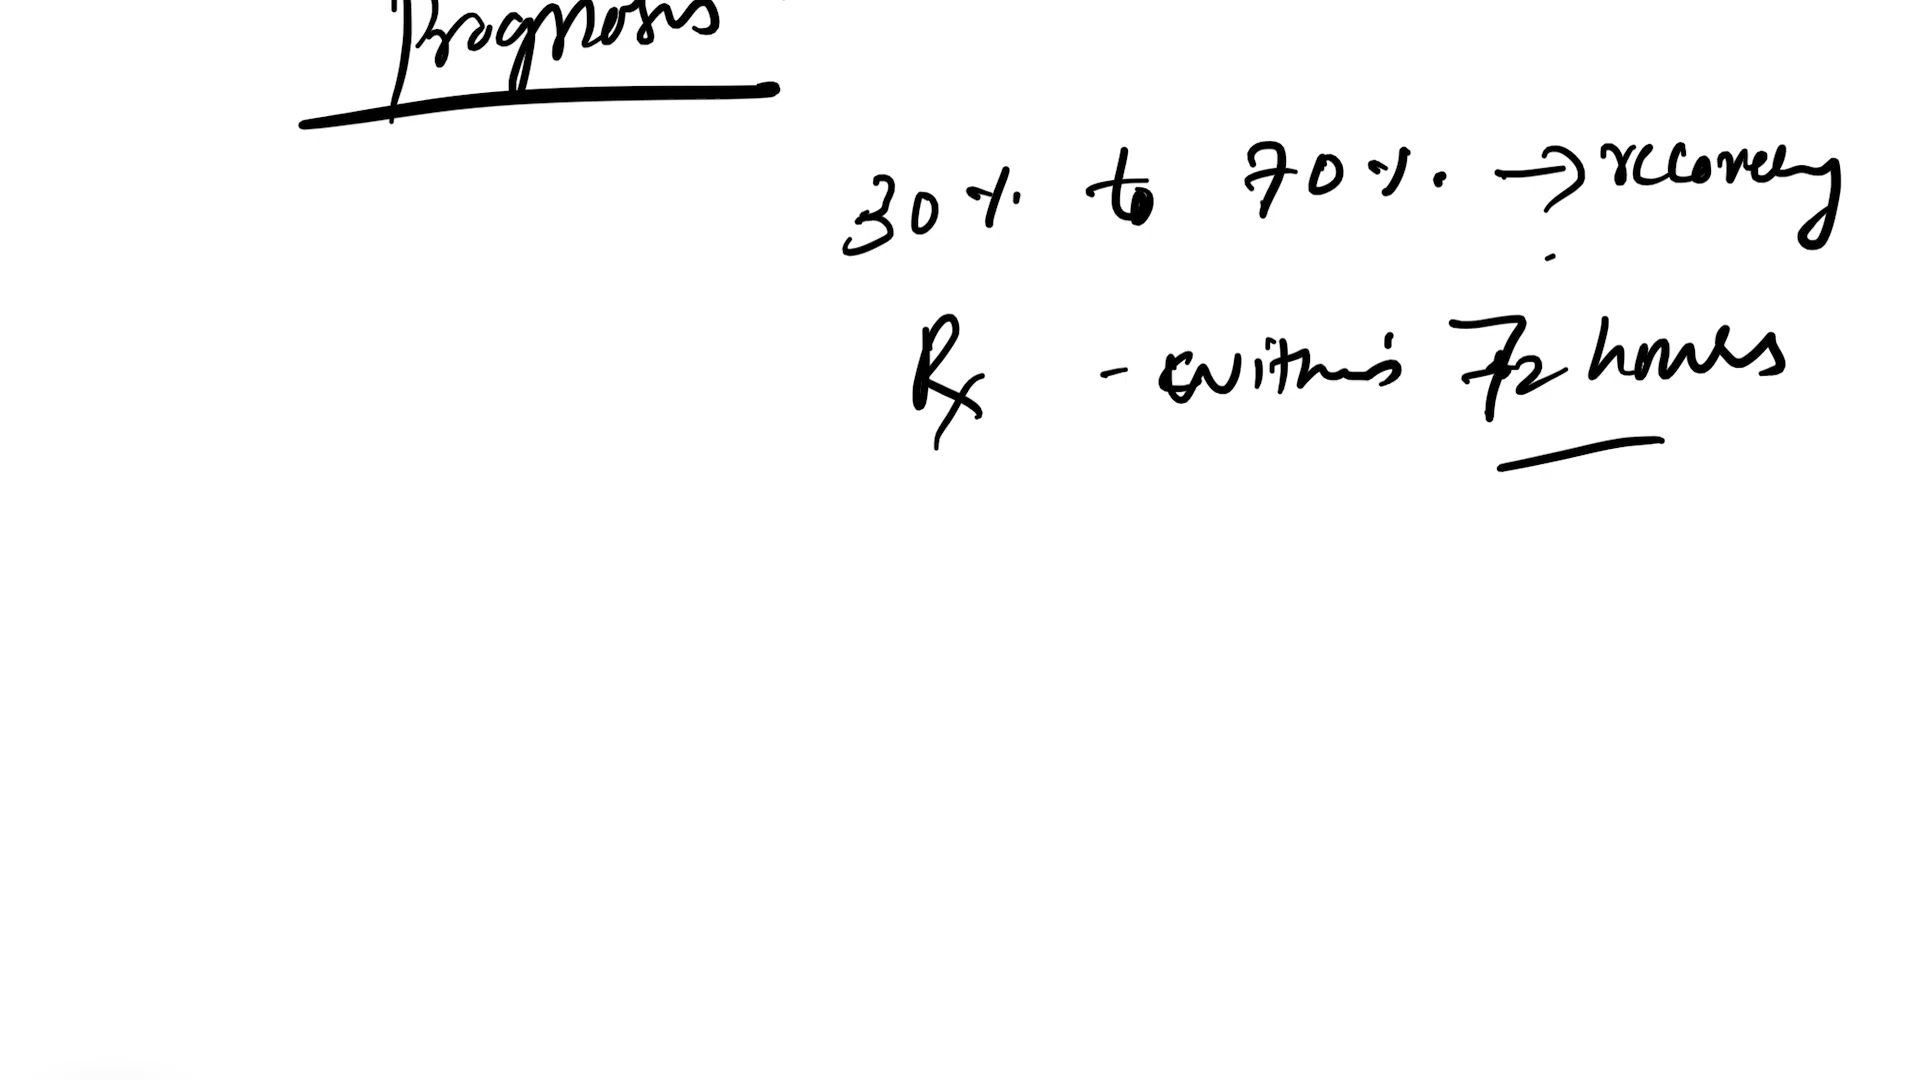 Prognosis
30% to 70%. → recovery
Rx - within 72 hours